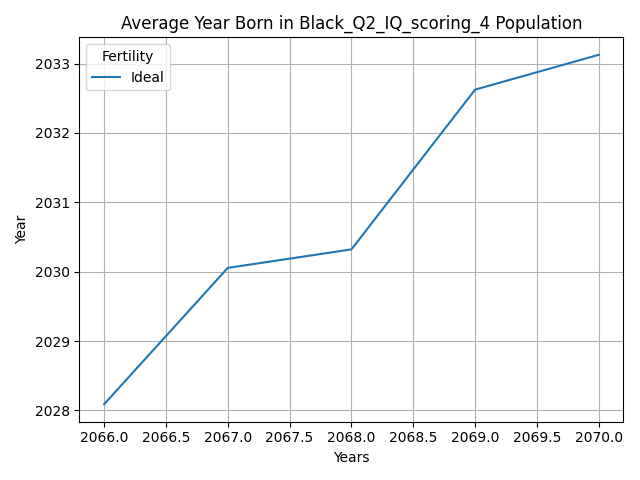 Average Year Born in Black_Q2_IQ_scoring_4 Population
Fertility
Ideal
Year
2033
2032
2031
2030
2029
2028
2066.0 2066.5 2067.0 2067.5 2068.0 2068.5 2069.0 2069.5 2070.0
Years